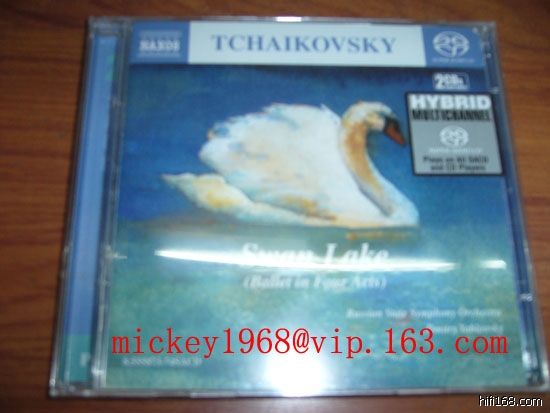 NAXOS
TCHAIKOVSKY
2CDs
HYBRID
MULTICHANNEL
Plays on All SACD
and CD Players
Swan Lake
(Ballet in Four Acts)
Russian State Symphony Orchestra
mickey1968@vip.163.com
hifi168.com